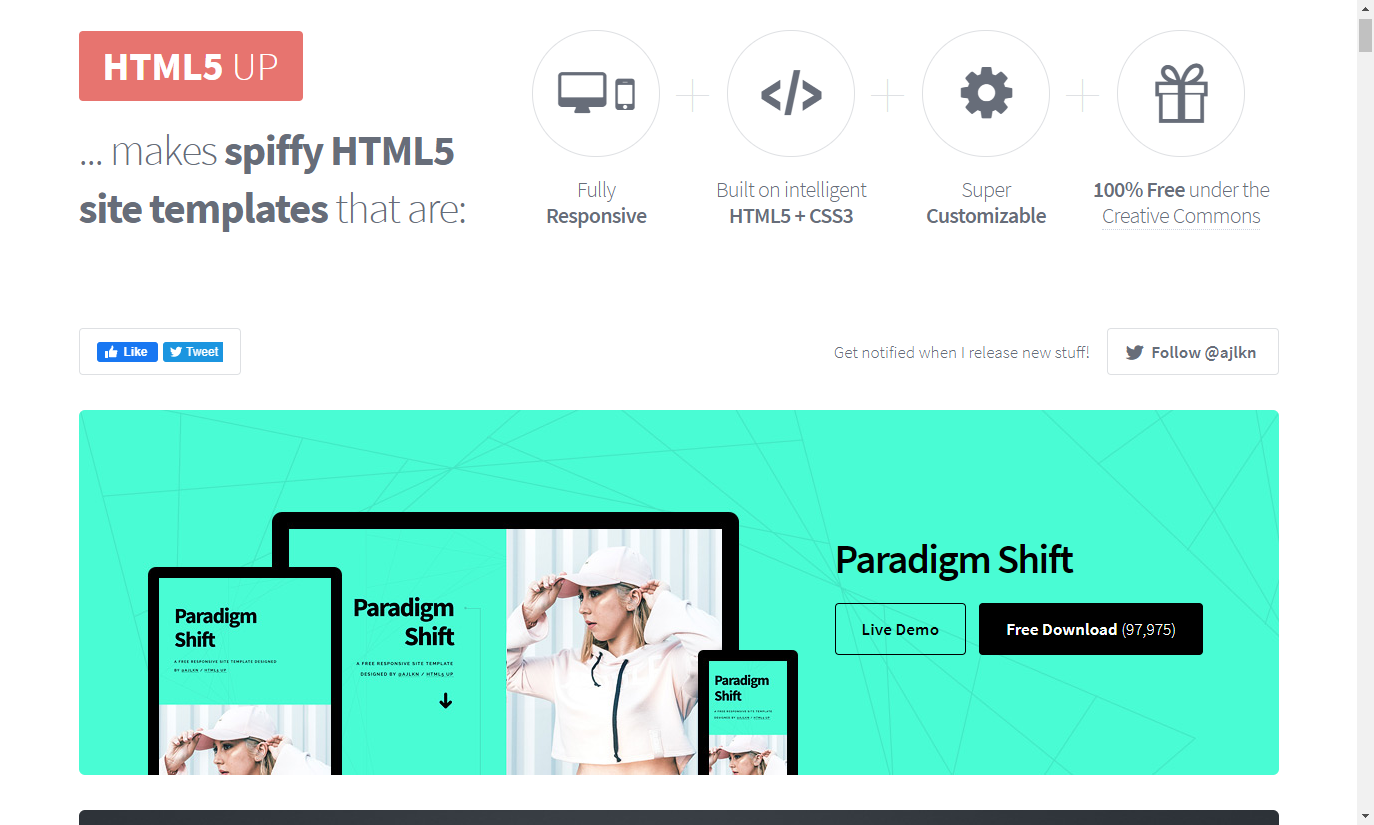 HTML5 UP
... makes spiffy HTML5
site templates that are:
Fully
Responsive
Built on intelligent
HTML5 + CSS3
Super
Customizable
100% Free under the
Creative Commons
Like
Tweet
Get notified when I release new stuff!
Follow @ajlkn
Paradigm
Shift
A FREE RESPONSIVE SITE TEMPLATE DESIGNED
BY @AJLKN / HTML5 UP
Paradigm
Shift
A FREE RESPONSIVE SITE TEMPLATE
DESIGNED BY @AJLKN / HTML5 UP
Paradigm
Shift
A FREE RESPONSIVE SITE TEMPLATE
DESIGNED BY @AJLKN / HTML5 UP
Paradigm Shift
Live Demo
Free Download (97,975)